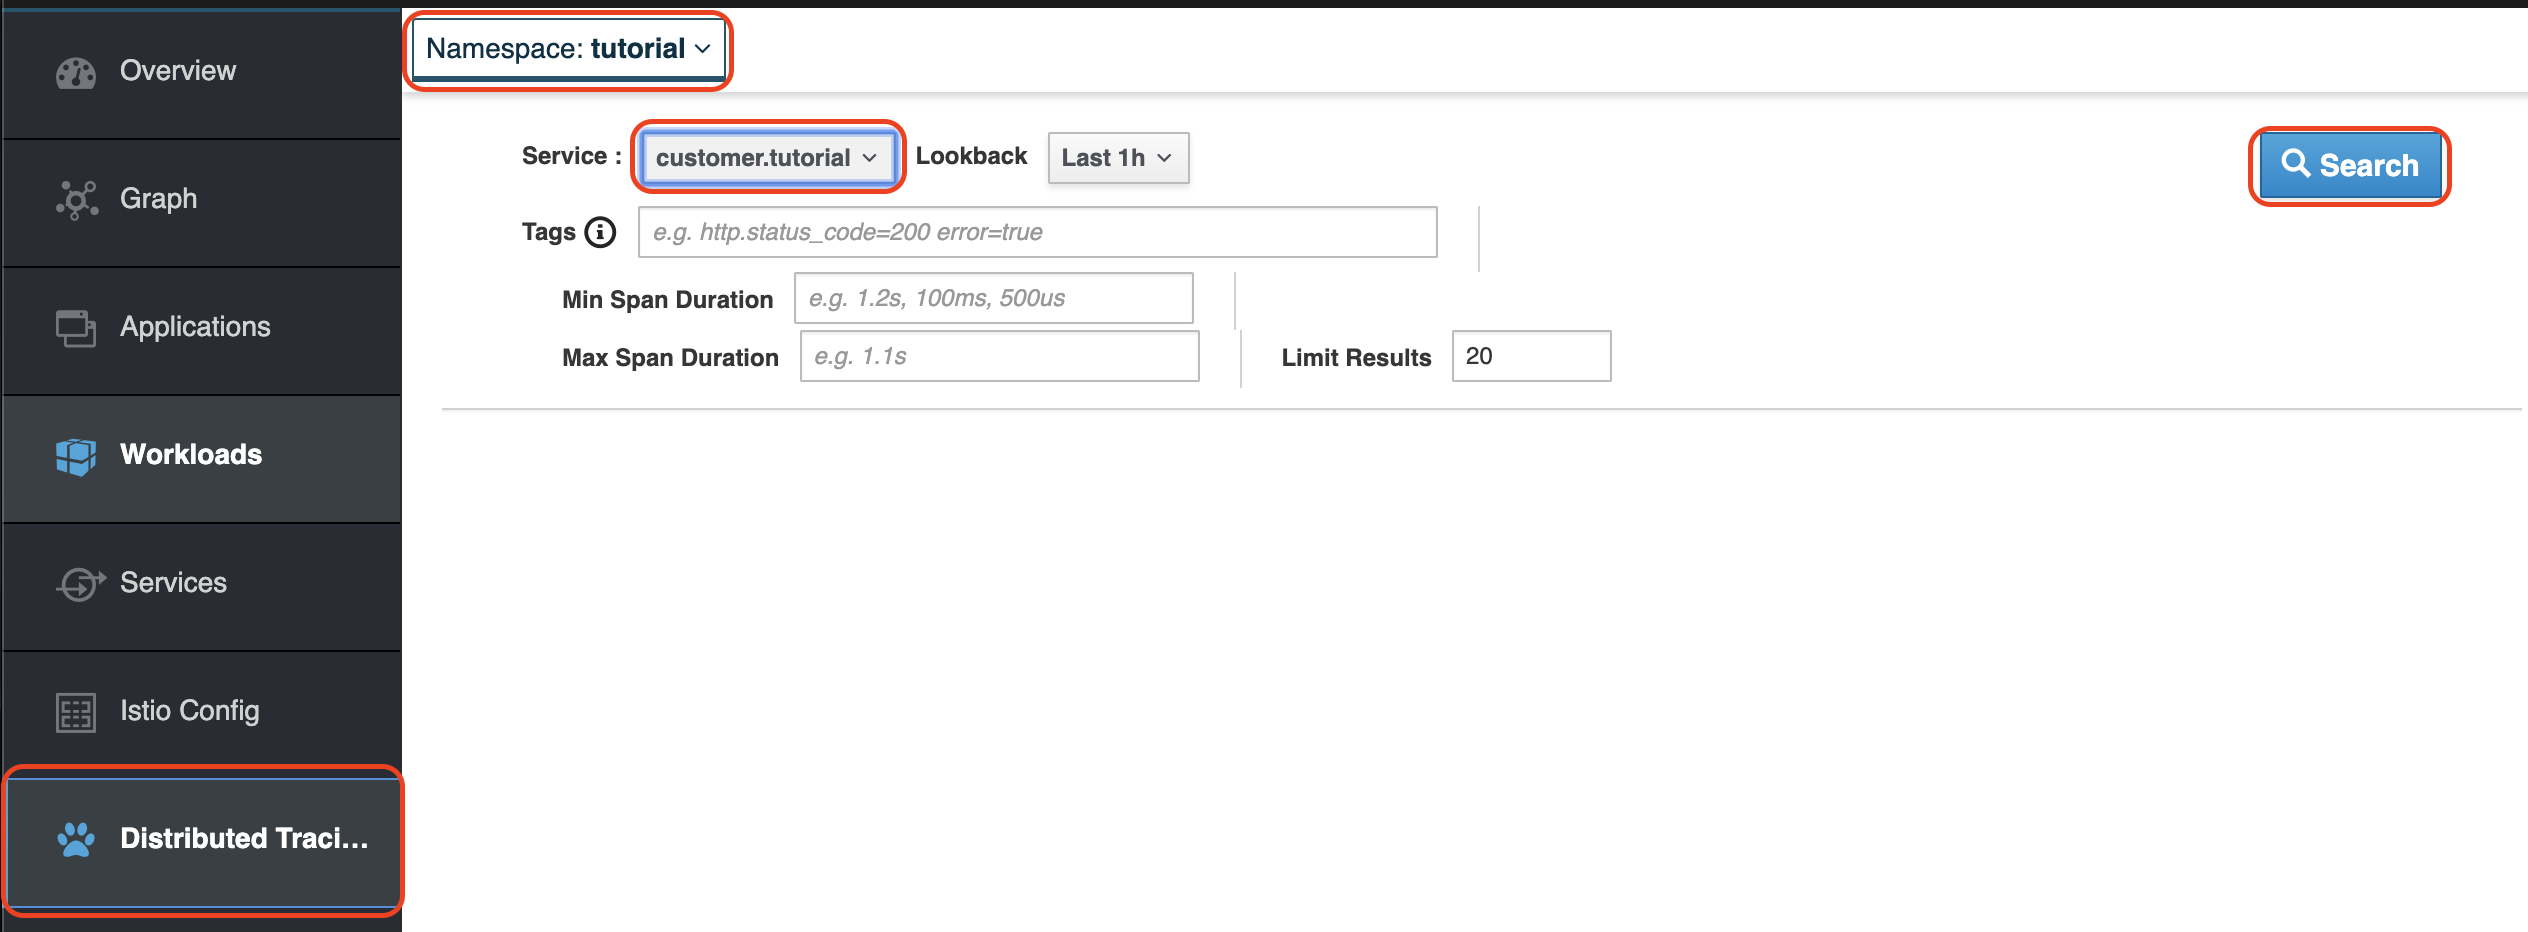 Overview
Graph
Applications
Workloads
Services
Istio Config
Distributed Traci...
Namespace: tutorial
Service : customer.tutorial Lookback Last 1h
Search
Tags e.g. http.status_code=200 error=true
Min Span Duration e.g. 1.2s, 100ms, 500us
Max Span Duration e.g. 1.1s Limit Results 20